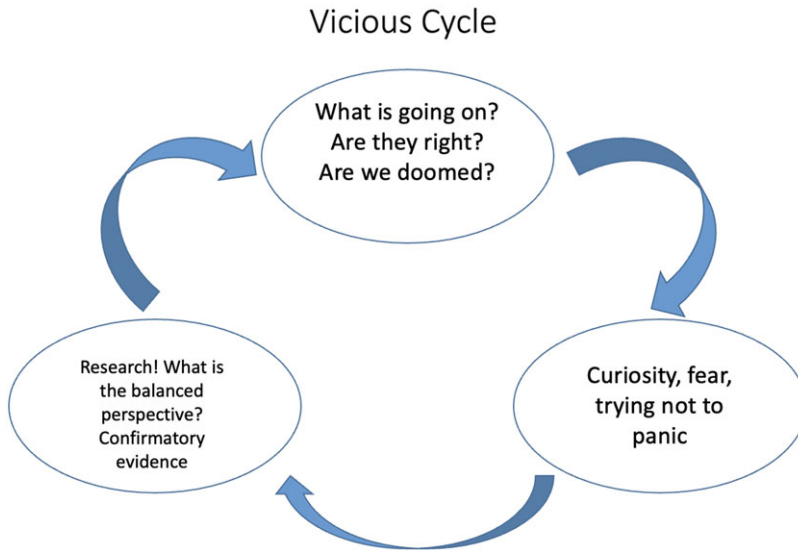 Vicious Cycle
What is going on?
Are they right?
Are we doomed?
Curiosity, fear,
trying not to
panic
Research! What is
the balanced
perspective?
Confirmatory
evidence